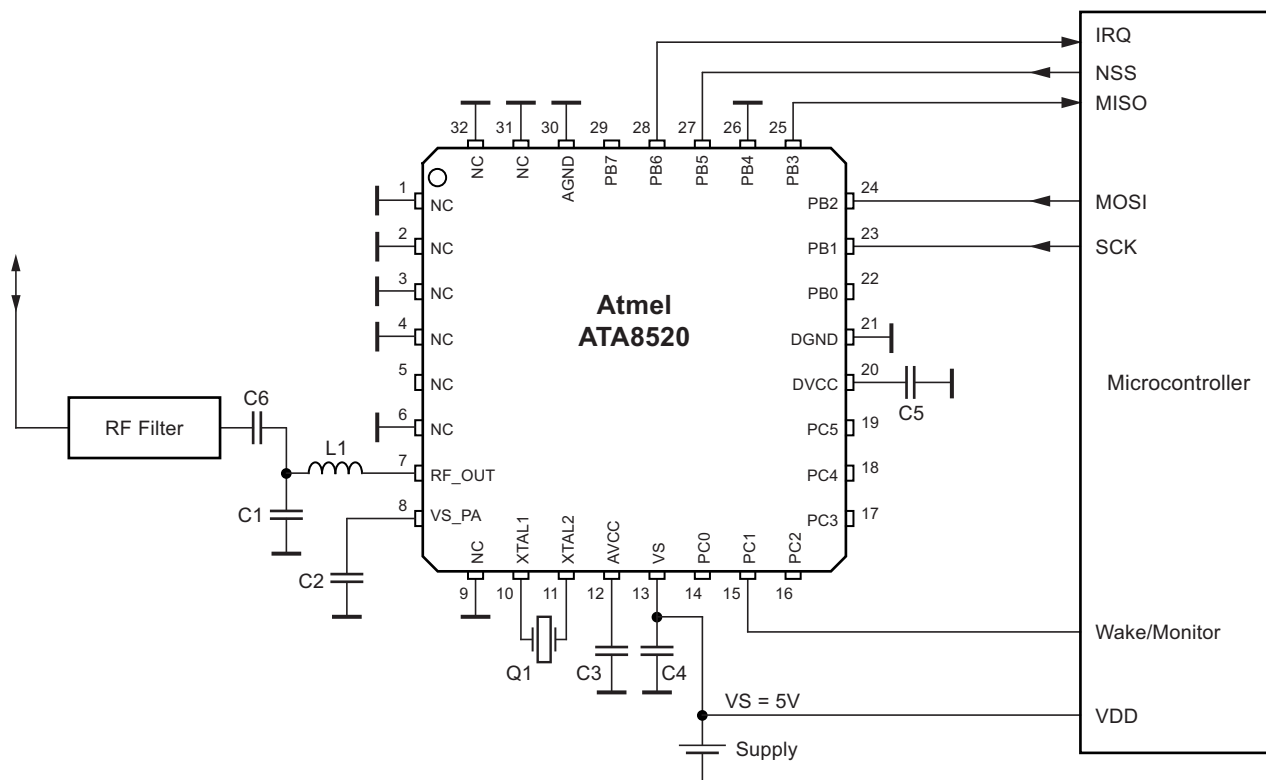 IRQ
NSS
MISO
32
31
30
29
28
27
26
25
NC
NC
AGND
PB7
PB6
PB5
PB4
PB3
1
NC
PB2
24
MOSI
2
NC
PB1
23
SCK
3
NC
PB0
22
Atmel
ATA8520
4
NC
DGND
21
5
NC
DVCC
20
C5
Microcontroller
6
NC
PC5
19
C6
RF Filter
L1
7
RF_OUT
PC4
18
C1
8
VS_PA
PC3
17
C2
NC
XTAL1
XTAL2
AVCC
VS
PC0
PC1
PC2
9
10
11
12
13
14
15
16
Q1
C3
C4
Wake/Monitor
VS = 5V
VDD
Supply